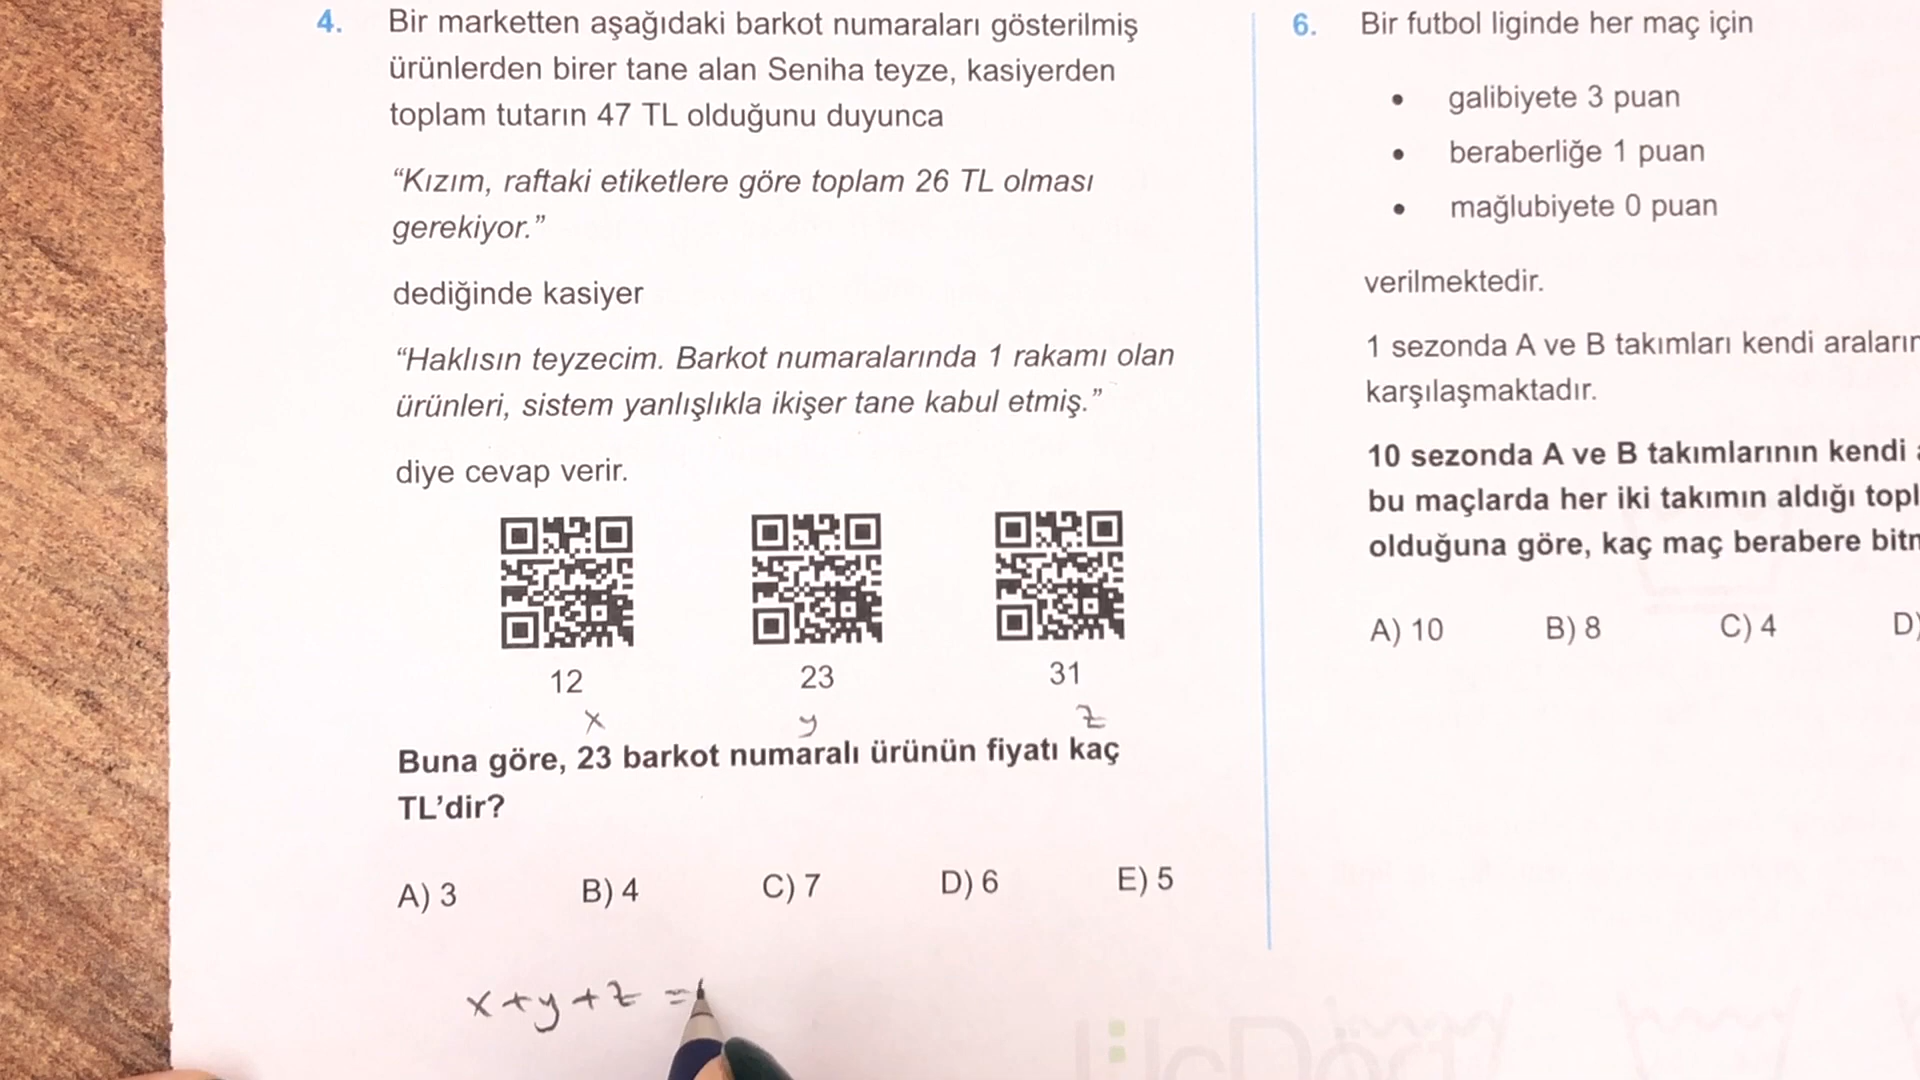 4. Bir marketten aşağıdaki barkot numaraları gösterilmiş
ürünlerden birer tane alan Seniha teyze, kasiyerden
toplam tutarın 47 TL olduğunu duyunca
“Kızım, raftaki etiketlere göre toplam 26 TL olması
gerekiyor.”
dediğinde kasiyer
“Haklısın teyzecim. Barkot numaralarında 1 rakamı olan
ürünleri, sistem yanlışlıkla ikişer tane kabul etmiş.”
diye cevap verir.
12 23 31
x y z
Buna göre, 23 barkot numaralı ürünün fiyatı kaç
TL’dir?
A) 3 B) 4 C) 7 D) 6 E) 5
x + y + z =
6. Bir futbol liginde her maç için
• galibiyete 3 puan
• beraberliğe 1 puan
• mağlubiyete 0 puan
verilmektedir.
1 sezonda A ve B takımları kendi
karşılaşmaktadır.
10 sezonda A ve B takımlarının kendi
bu maçlarda her iki takımın aldığı
olduğuna göre, kaç maç berabere
A) 10 B) 8 C) 4 D)